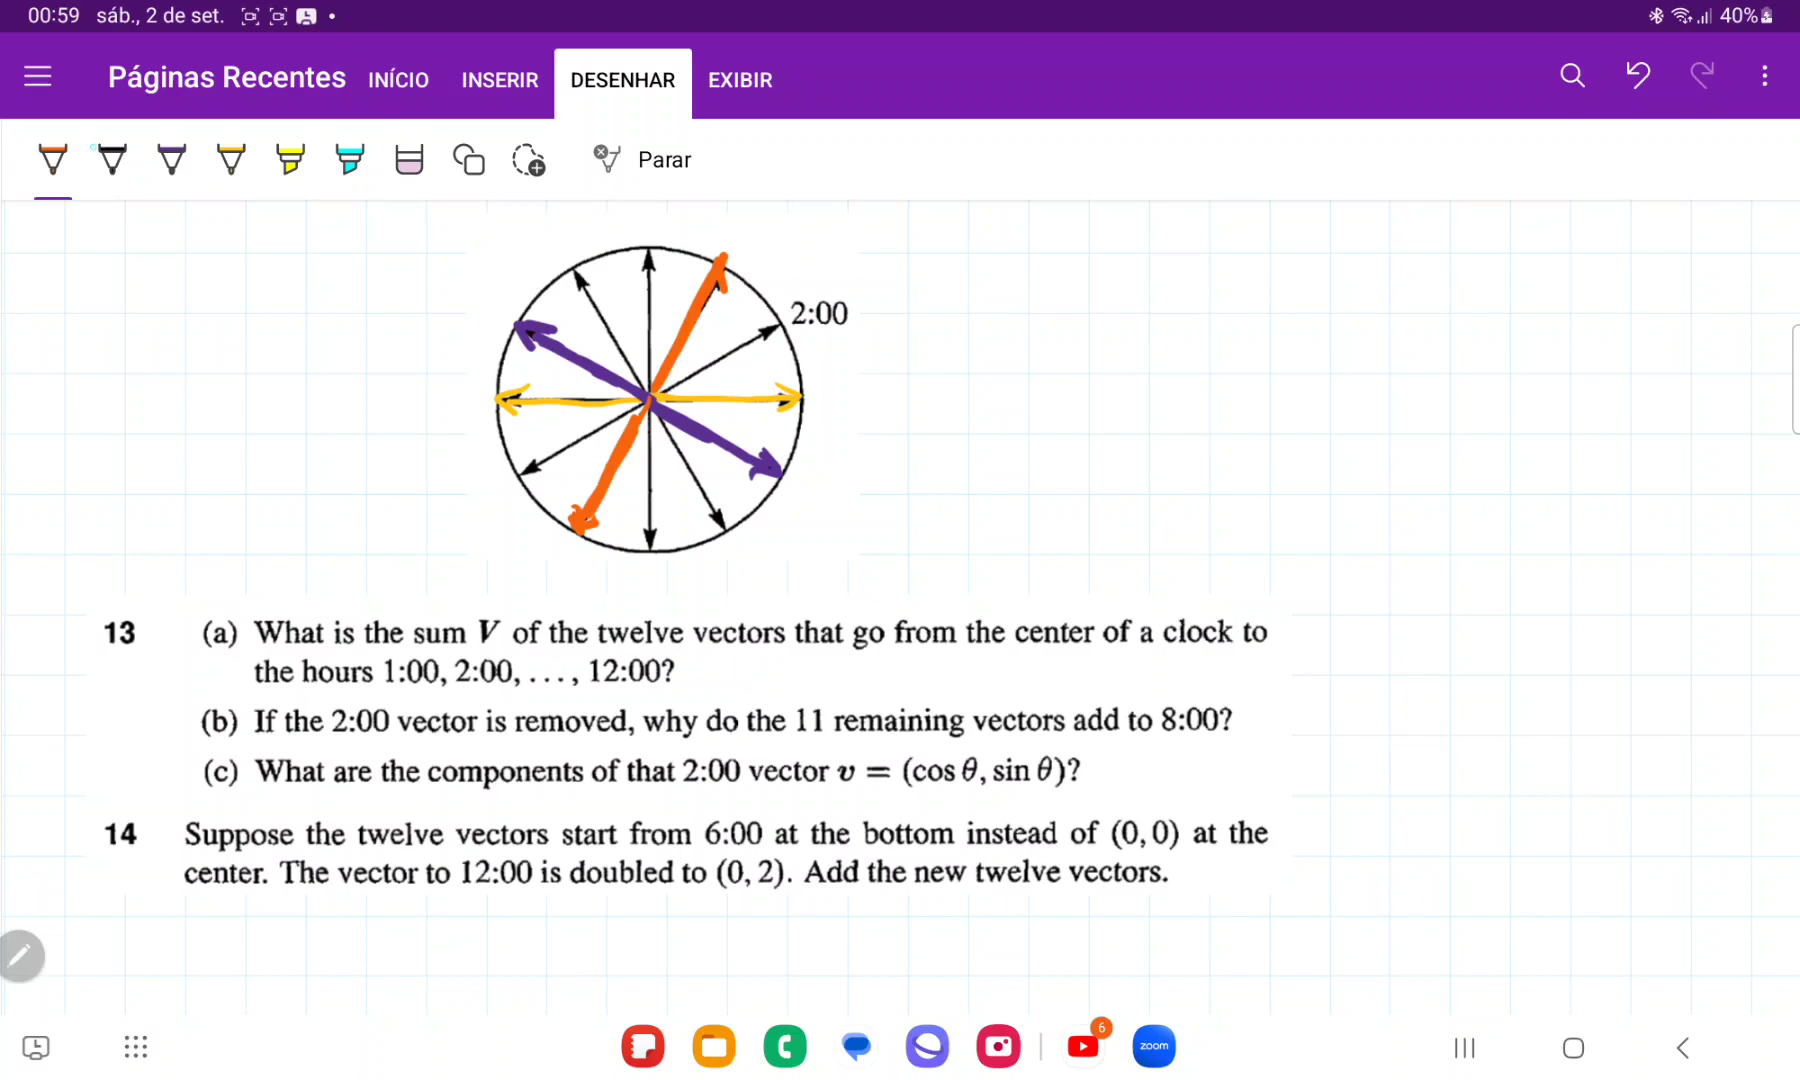 00:59 sáb., 2 de set.
40%
Páginas Recentes INÍCIO INSERIR DESENHAR EXIBIR
Parar
2:00
13 (a) What is the sum V of the twelve vectors that go from the center of a clock to
the hours 1:00, 2:00, . . . , 12:00?
(b) If the 2:00 vector is removed, why do the 11 remaining vectors add to 8:00?
(c) What are the components of that 2:00 vector v = (cos θ, sin θ)?
14 Suppose the twelve vectors start from 6:00 at the bottom instead of (0, 0) at the
center. The vector to 12:00 is doubled to (0, 2). Add the new twelve vectors.
6
zoom